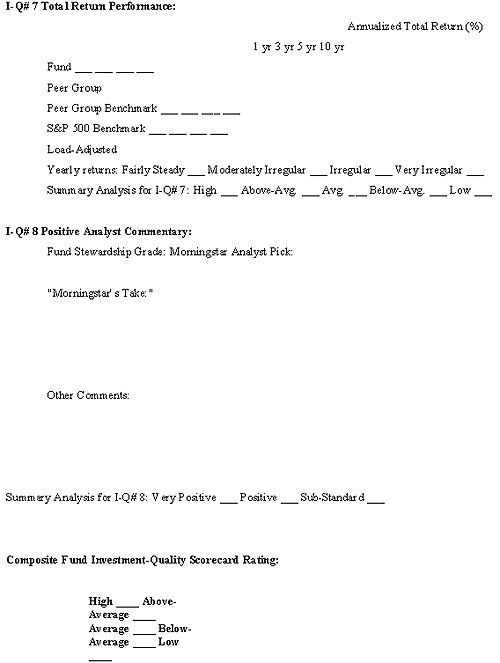 I-Q# 7 Total Return Performance:
Annualized Total Return (%)
1 yr 3 yr 5 yr 10 yr
Fund ___ ___ ___ ___
Peer Group
Peer Group Benchmark ___ ___ ___ ___
S&P 500 Benchmark ___ ___ ___ ___
Load-Adjusted
Yearly returns: Fairly Steady ___ Moderately Irregular ___ Irregular ___ Very Irregular ___
Summary Analysis for I-Q# 7: High ___ Above-Avg. ___ Avg. ___ Below-Avg. ___ Low ___
I-Q# 8 Positive Analyst Commentary:
Fund Stewardship Grade: Morningstar Analyst Pick:
"Morningstar's Take:"
Other Comments:
Summary Analysis for I-Q# 8: Very Positive ___ Positive ___ Sub-Standard ___
Composite Fund Investment-Quality Scorecard Rating:
High ____ Above-
Average ____
Average ____ Below-
Average ____ Low
____